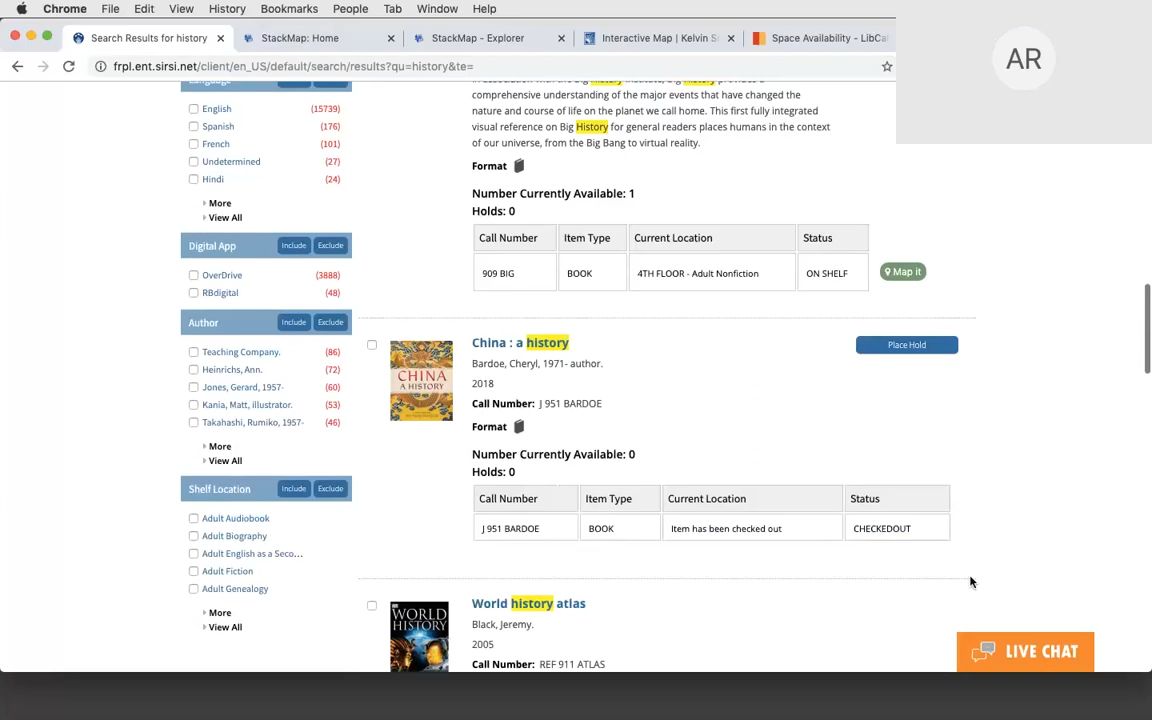 Chrome File Edit View History Bookmarks People Tab Window Help
Search Results for history
StackMap: Home
StackMap - Explorer
Interactive Map | Kelvin S
Space Availability - LibCal
AR
frpl.ent.sirsi.net/client/en_US/default/search/results?qu=history&te=
comprehensive understanding of the major events that have changed the
nature and course of life on the planet we call home. This first fully integrated
visual reference on Big History for general readers places humans in the context
of our universe, from the Big Bang to virtual reality.
Format
Number Currently Available: 1
Holds: 0
Call Number Item Type Current Location Status
909 BIG BOOK 4TH FLOOR - Adult Nonfiction ON SHELF Map it
English (15739)
Spanish (176)
French (101)
Undetermined (27)
Hindi (24)
More
View All
Digital App Include Exclude
OverDrive (3888)
RBdigital (48)
Author Include Exclude
Teaching Company. (86)
Heinrichs, Ann. (72)
Jones, Gerard, 1957- (60)
Kania, Matt, illustrator. (53)
Takahashi, Rumiko, 1957- (46)
More
View All
Shelf Location Include Exclude
Adult Audiobook
Adult Biography
Adult English as a Seco...
Adult Fiction
Adult Genealogy
More
View All
CHINA
A HISTORY
China : a history
Place Hold
Bardoe, Cheryl, 1971- author.
2018
Call Number: J 951 BARDOE
Format
Number Currently Available: 0
Holds: 0
Call Number Item Type Current Location Status
J 951 BARDOE BOOK Item has been checked out CHECKEDOUT
WORLD
HISTORY
World history atlas
Black, Jeremy.
2005
Call Number: REF 911 ATLAS
LIVE CHAT